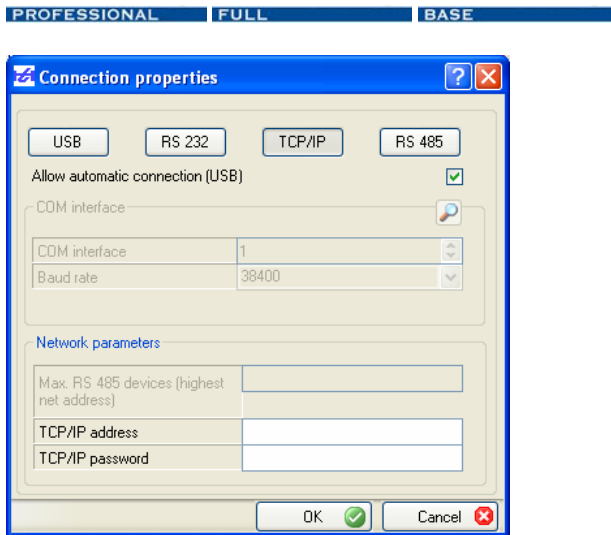 PROFESSIONAL FULL BASE
Connection properties
USB RS 232 TCP/IP RS 485
Allow automatic connection (USB)
COM interface
COM interface 1
Baud rate 38400
Network parameters
Max. RS 485 devices (highest
net address)
TCP/IP address
TCP/IP password
OK Cancel